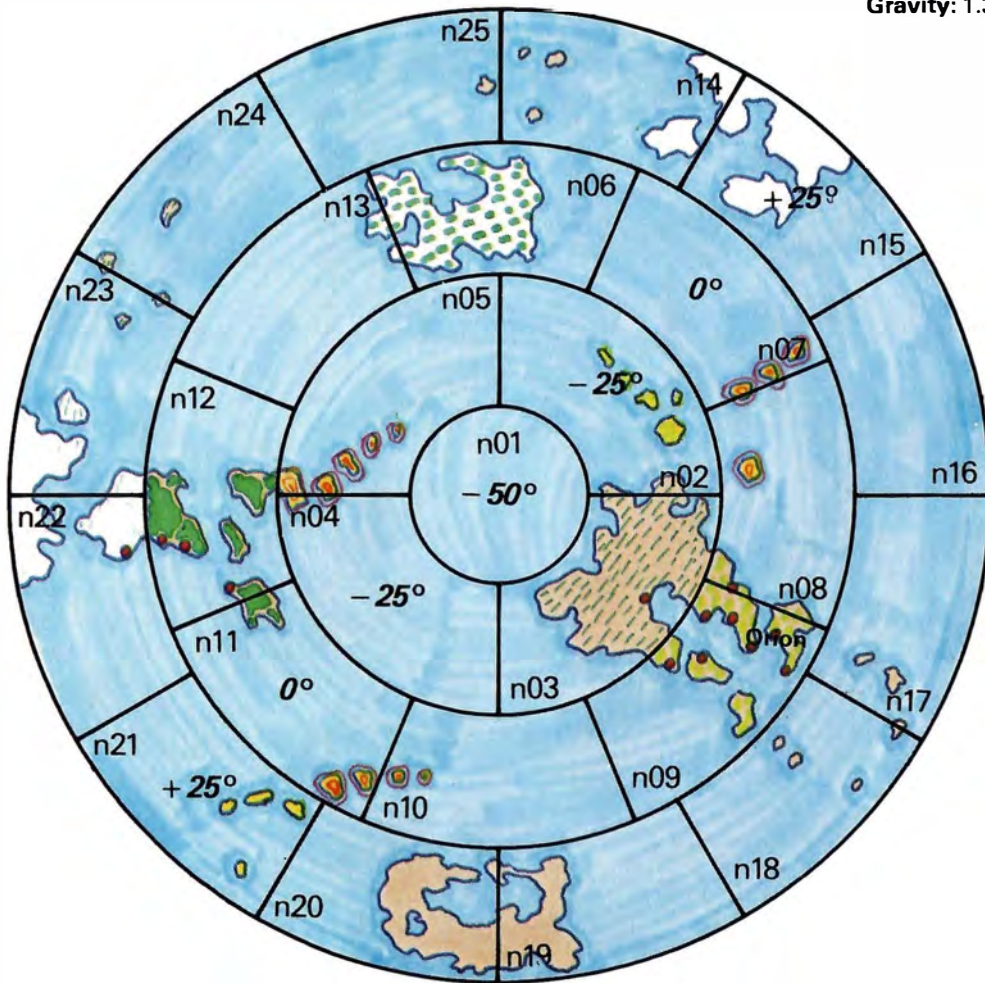 Gravity: 1.3
n25
n14
n24
n06
+25°
n13
n15
n23
n05
0°
n07
-25°
n12
n01
n16
n02
-50°
n22
n04
-25°
n08
n11
Orion
0°
n03
n17
n21
n09
+25°
n10
n18
n20
n19